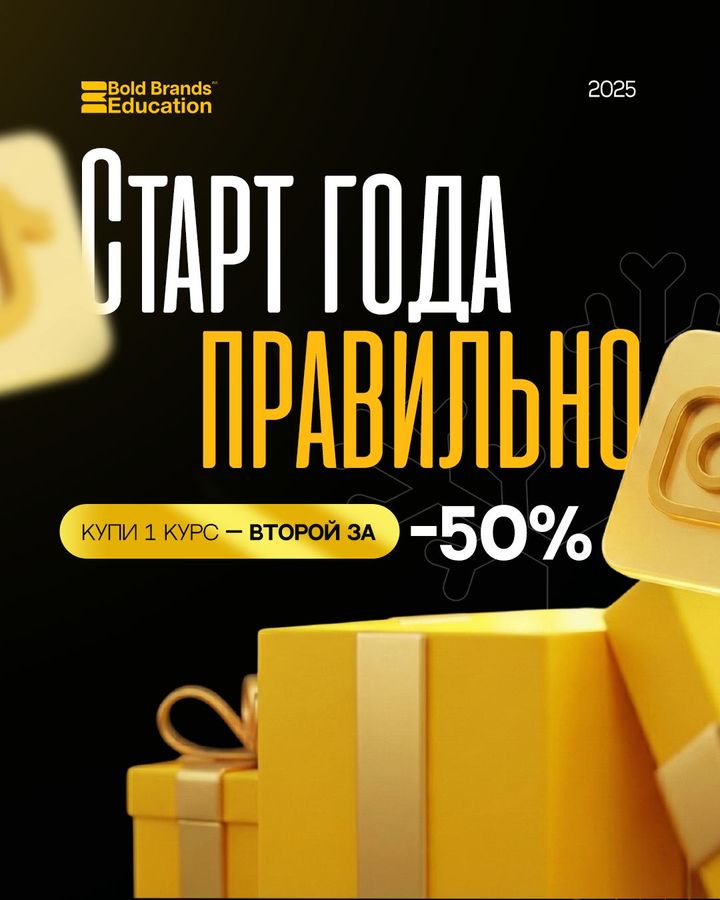 Bold Brands
Education
2025
Старт года
правильно
КУПИ 1 КУРС — ВТОРОЙ ЗА -50%